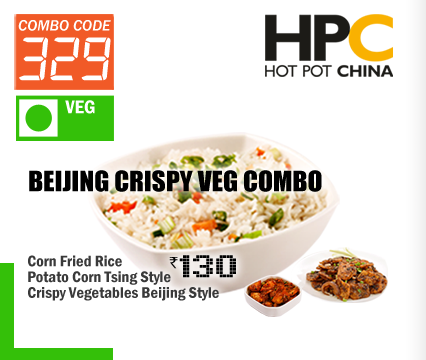 COMBO CODE
329
VEG
HPC
HOT POT CHINA
BEIJING CRISPY VEG COMBO
Corn Fried Rice
Potato Corn Tsing Style
₹130
Crispy Vegetables Beijing Style